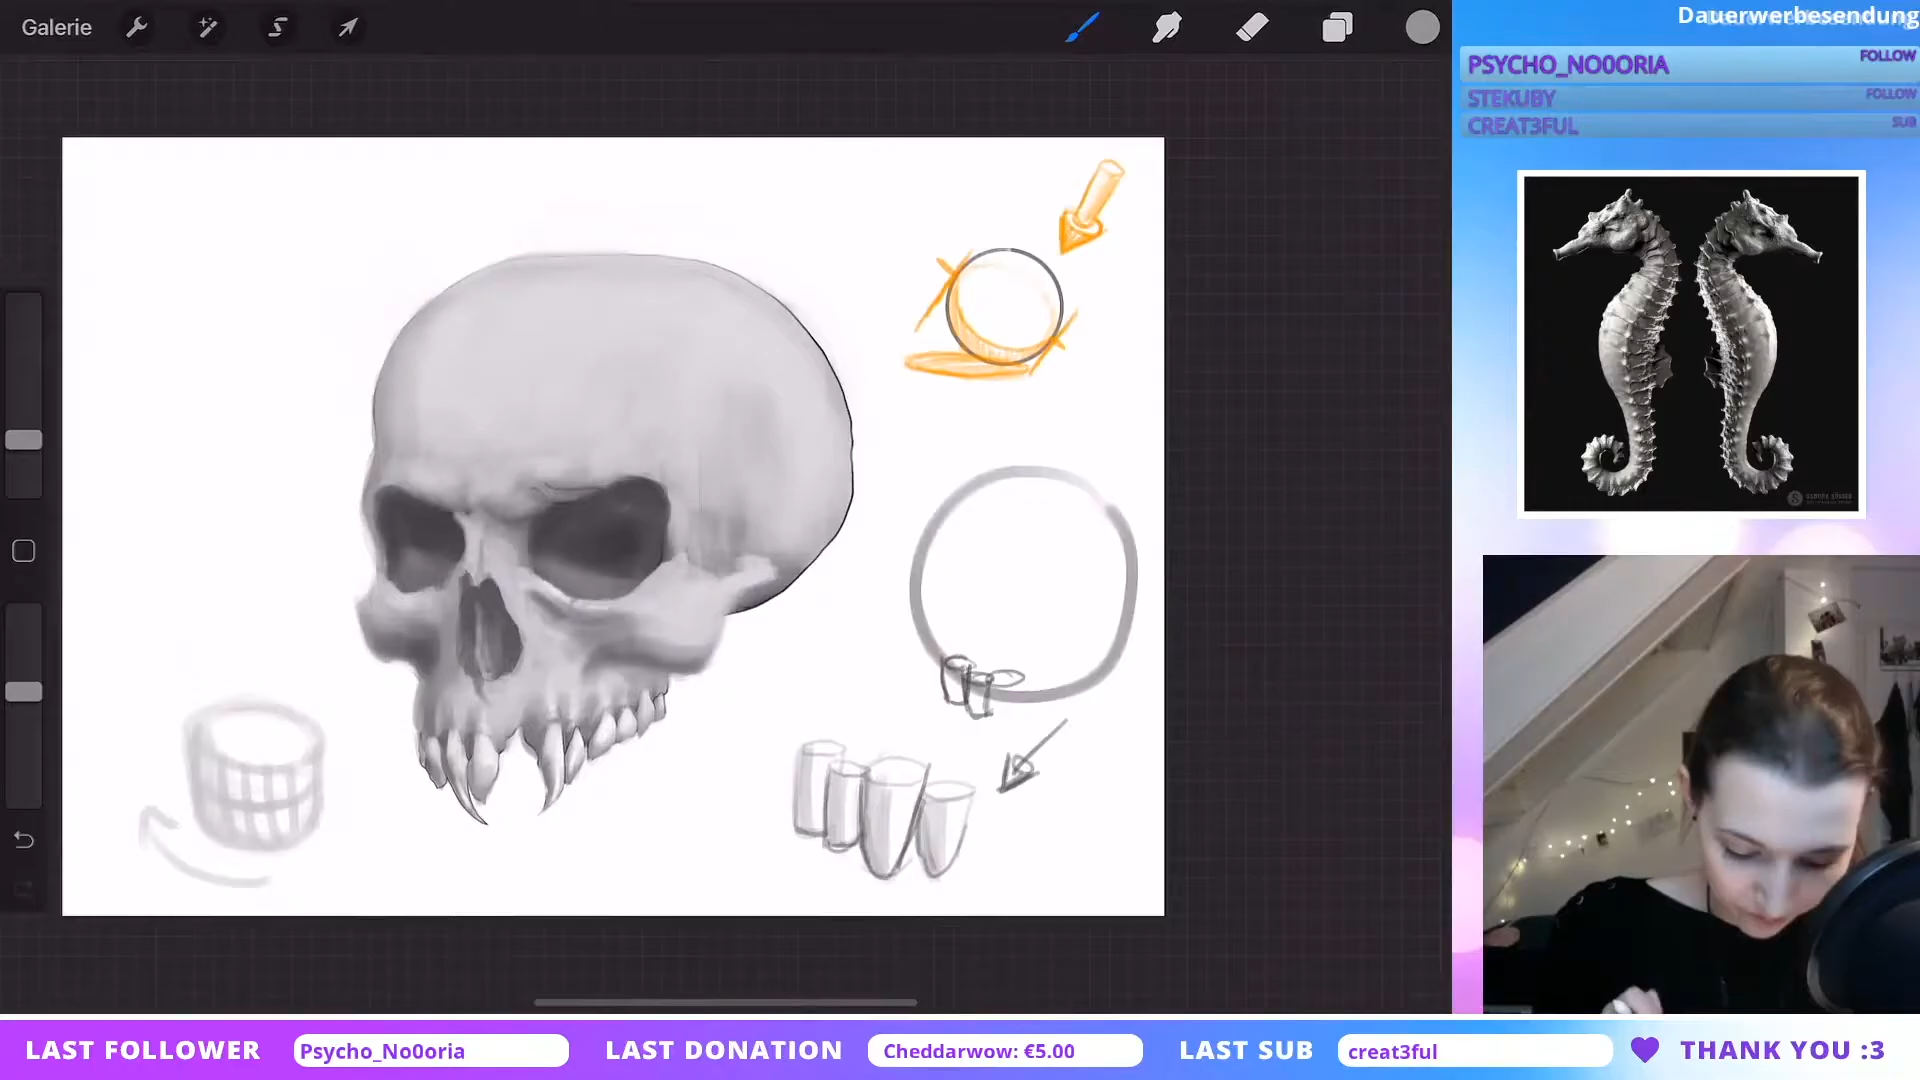 Galerie
Dauerwerbesendung
PSYCHO_NO0ORIA FOLLOW
STEKUBY FOLLOW
CREAT3FUL SUB
LAST FOLLOWER Psycho_No0oria LAST DONATION Cheddarwow: €5.00 LAST SUB creat3ful THANK YOU :3